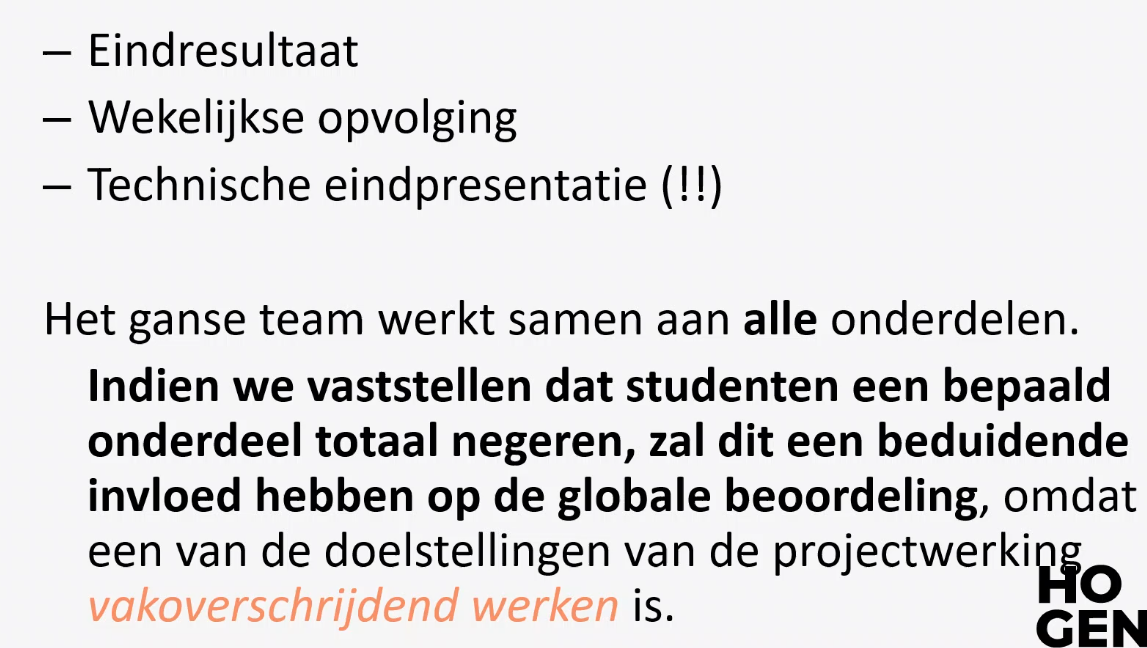 – Eindresultaat
– Wekelijkse opvolging
– Technische eindpresentatie (!!)
Het ganse team werkt samen aan alle onderdelen.
Indien we vaststellen dat studenten een bepaald
onderdeel totaal negeren, zal dit een beduidende
invloed hebben op de globale beoordeling, omdat
een van de doelstellingen van de projectwerking
vakoverschrijdend werken is.
HO
GEN